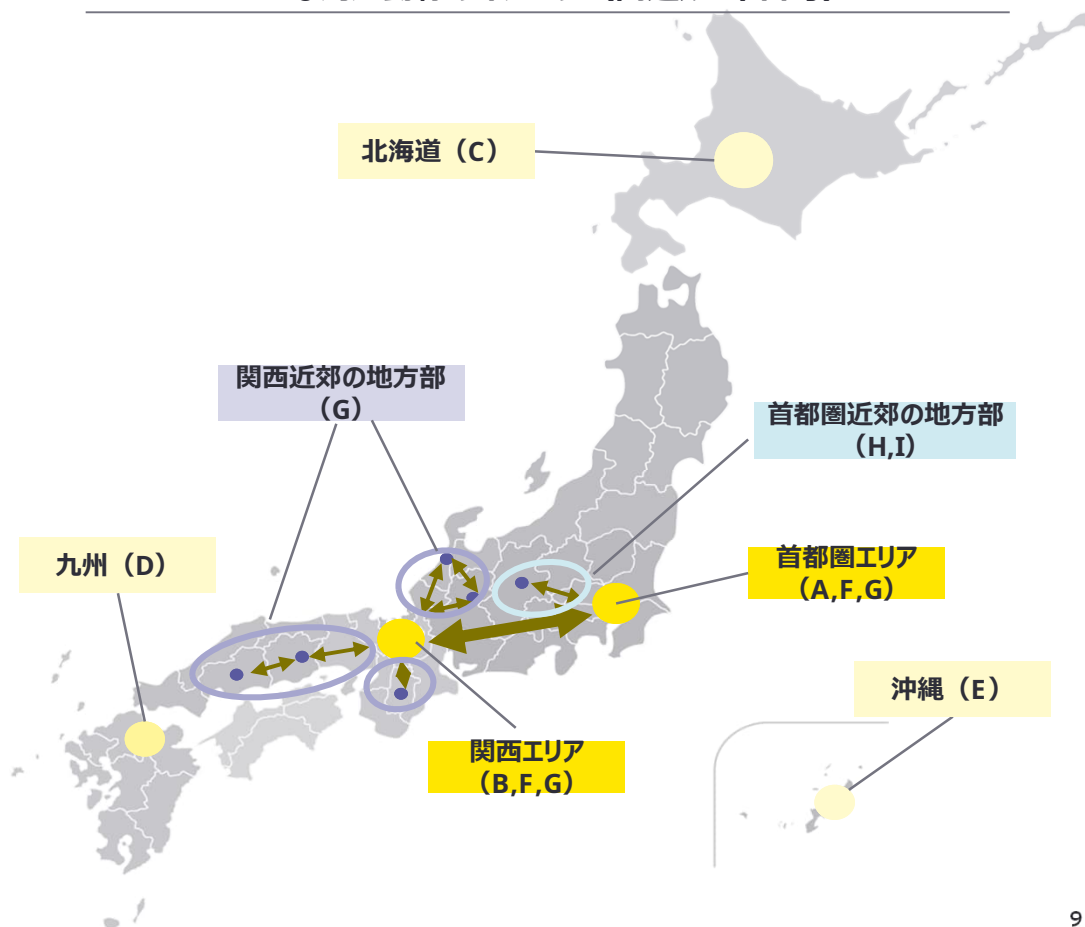 北海道（C）
関西近郊の地方部
（G）
首都圏近郊の地方部
（H,I）
九州（D）
首都圏エリア
（A,F,G）
沖縄（E）
関西エリア
（B,F,G）
9